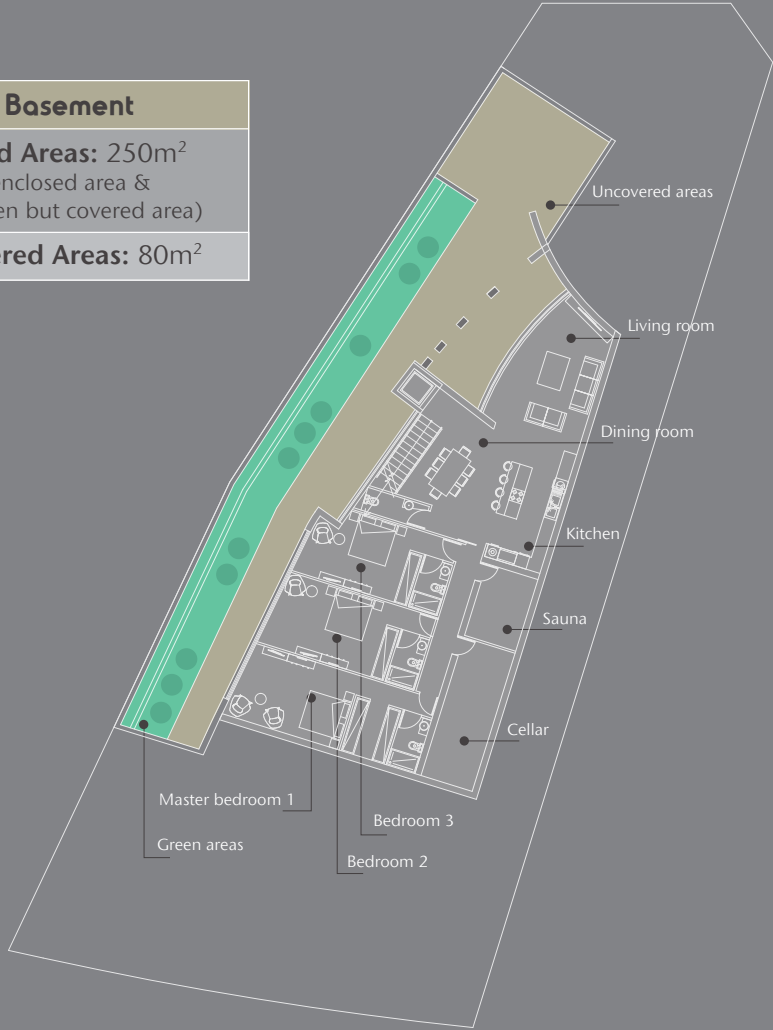 Basement
d Areas: 250m²
enclosed area &
en but covered area)
ered Areas: 80m²
Uncovered areas
Living room
Dining room
Kitchen
Sauna
Cellar
Master bedroom 1
Bedroom 3
Green areas
Bedroom 2